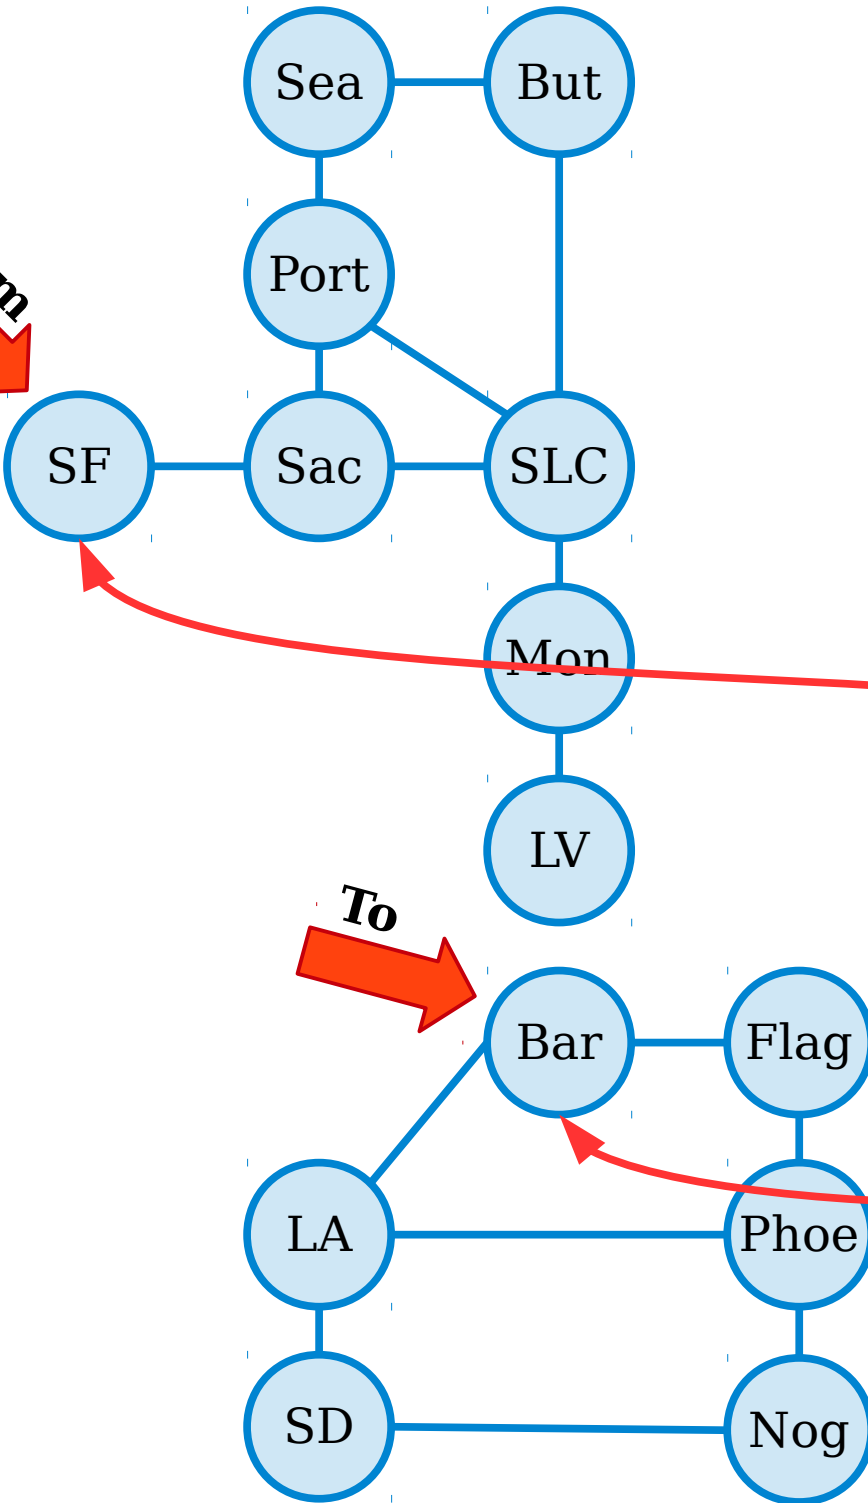 Sea But
Port
m
SF Sac SLC
Mon
LV
To
Bar Flag
LA Phoe
SD Nog